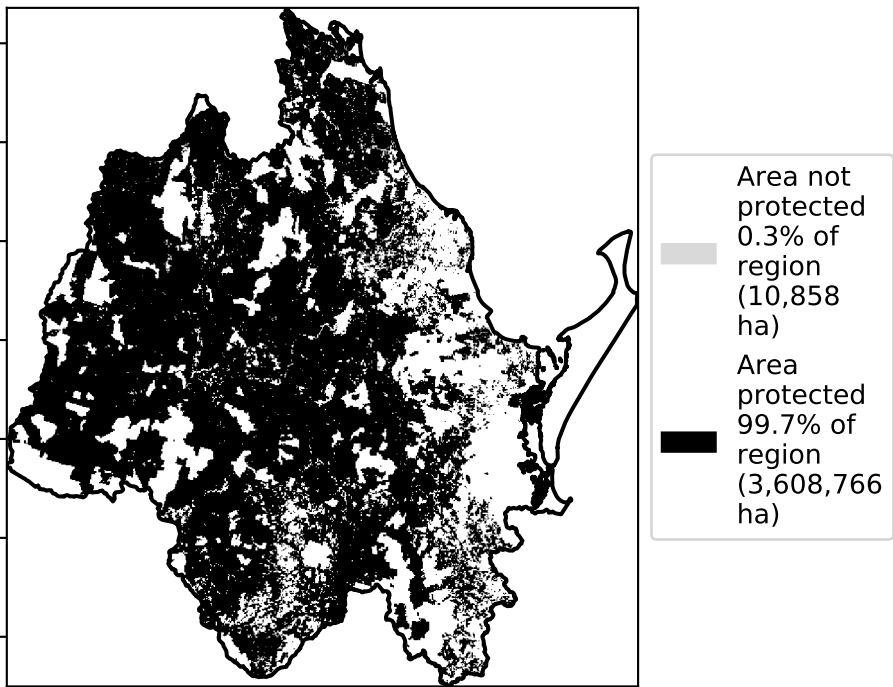 Area not
protected
0.3% of
region
(10,858
ha)
Area
protected
99.7% of
region
(3,608,766
ha)